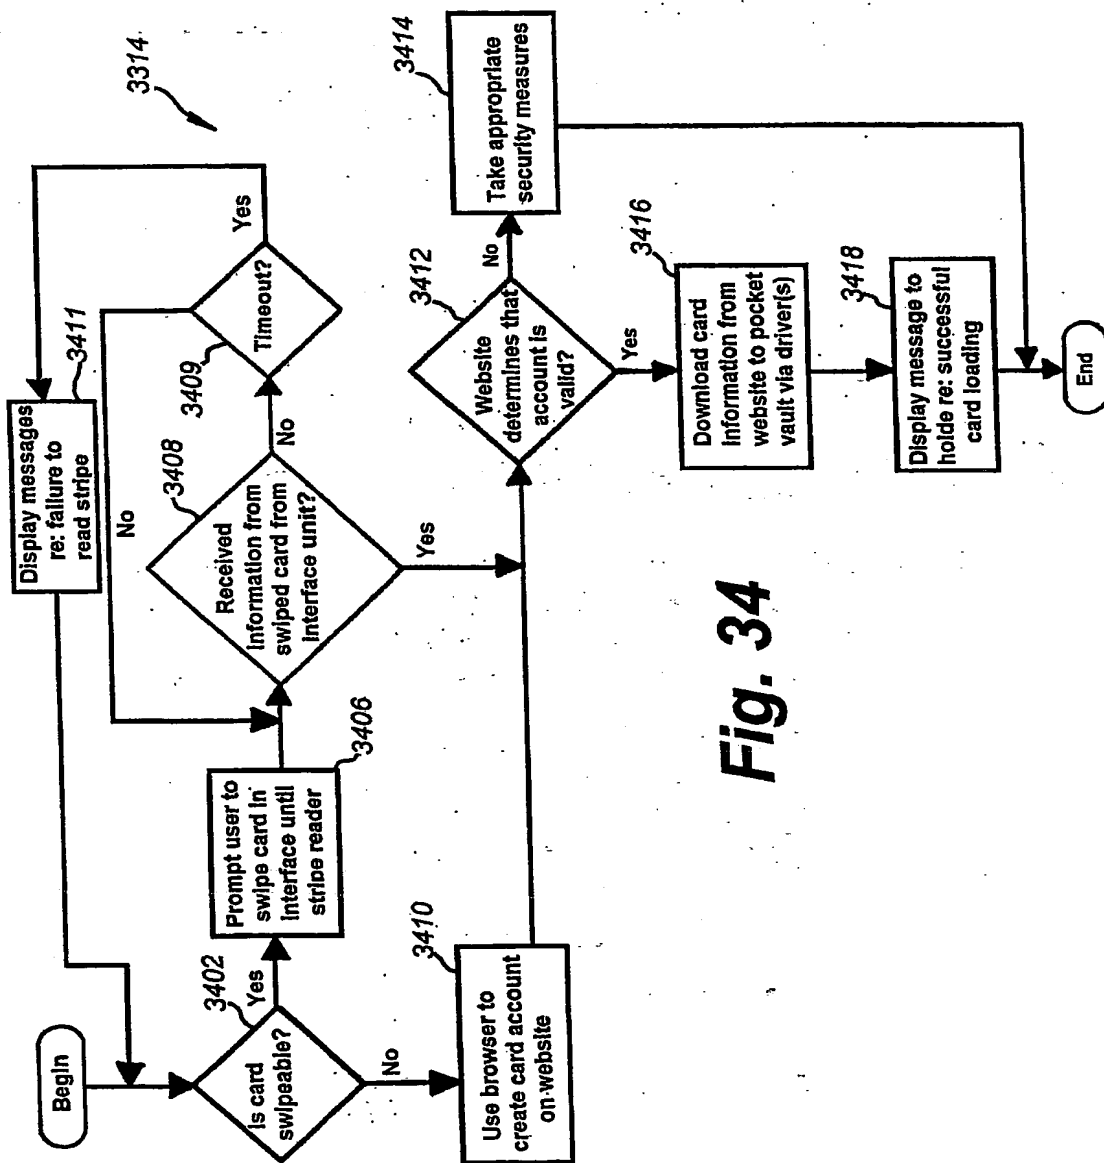 3314
Begin
3402
Is card
swipeable?
Yes
No
3406
Prompt user to
swipe card in
interface until
stripe reader
3408
Received
information from
swiped card from
interface unit?
No
Yes
3409
Timeout?
Yes
No
3411
Display messages
re: failure to
read stripe
3410
Use browser to
create card account
on website
3412
Website
determines that
account is
valid?
No
Yes
3414
Take appropriate
security measures
3416
Download card
information from
website to pocket
vault via driver(s)
3418
Display message to
holde re: successful
card loading
End
Fig. 34